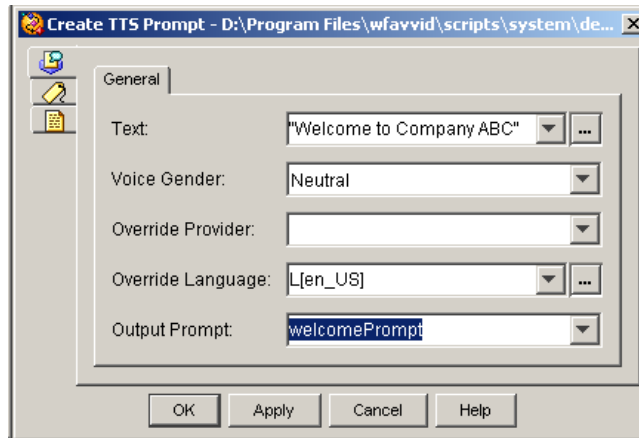 Create TTS Prompt - D:\Program Files\wfavvid\scripts\system\de...
General
Text: "Welcome to Company ABC" ...
Voice Gender: Neutral
Override Provider:
Override Language: L[en_US] ...
Output Prompt: welcomePrompt
OK Apply Cancel Help